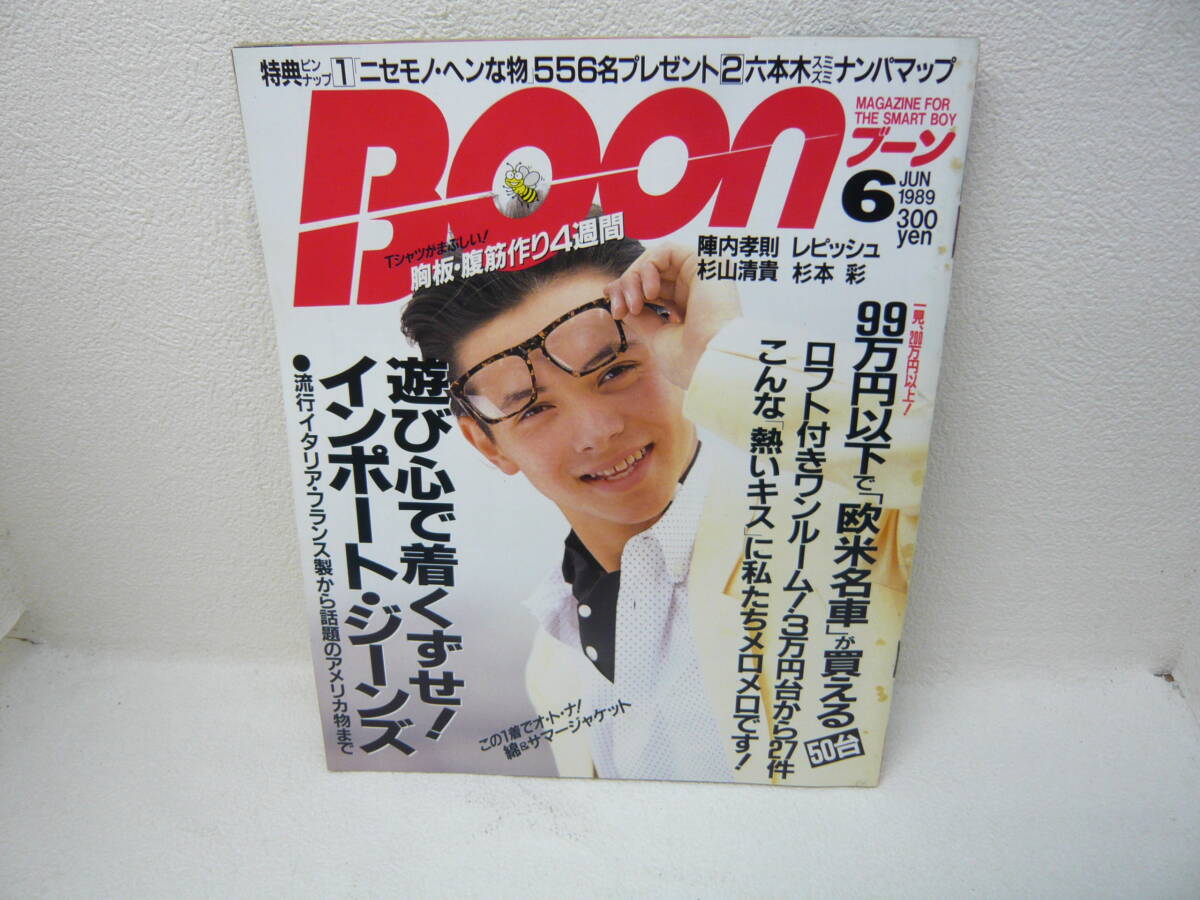 特典ピンナップ1「ニセモノ・ヘンな物」556名プレゼント2六本木スミズミナンパマップ
BOON
MAGAZINE FOR
THE SMART BOY
ブーン
6
JUN
1989
300
yen
Tシャツがまぶしい!
胸板・腹筋作り4週間
陣内孝則 レピッシュ
杉山清貴 杉本 彩
一見、200万円以上!
99万円以下で「欧米名車」が買える50台
ロフト付きワンルーム!3万円台から27件
こんな「熱いキス」に私たちメロメロです!
遊び心で着くずせ!
インポート・ジーンズ
●流行イタリア・フランス製から話題のアメリカ物まで
この1着でオ・ト・ナ!
綿&サマージャケット